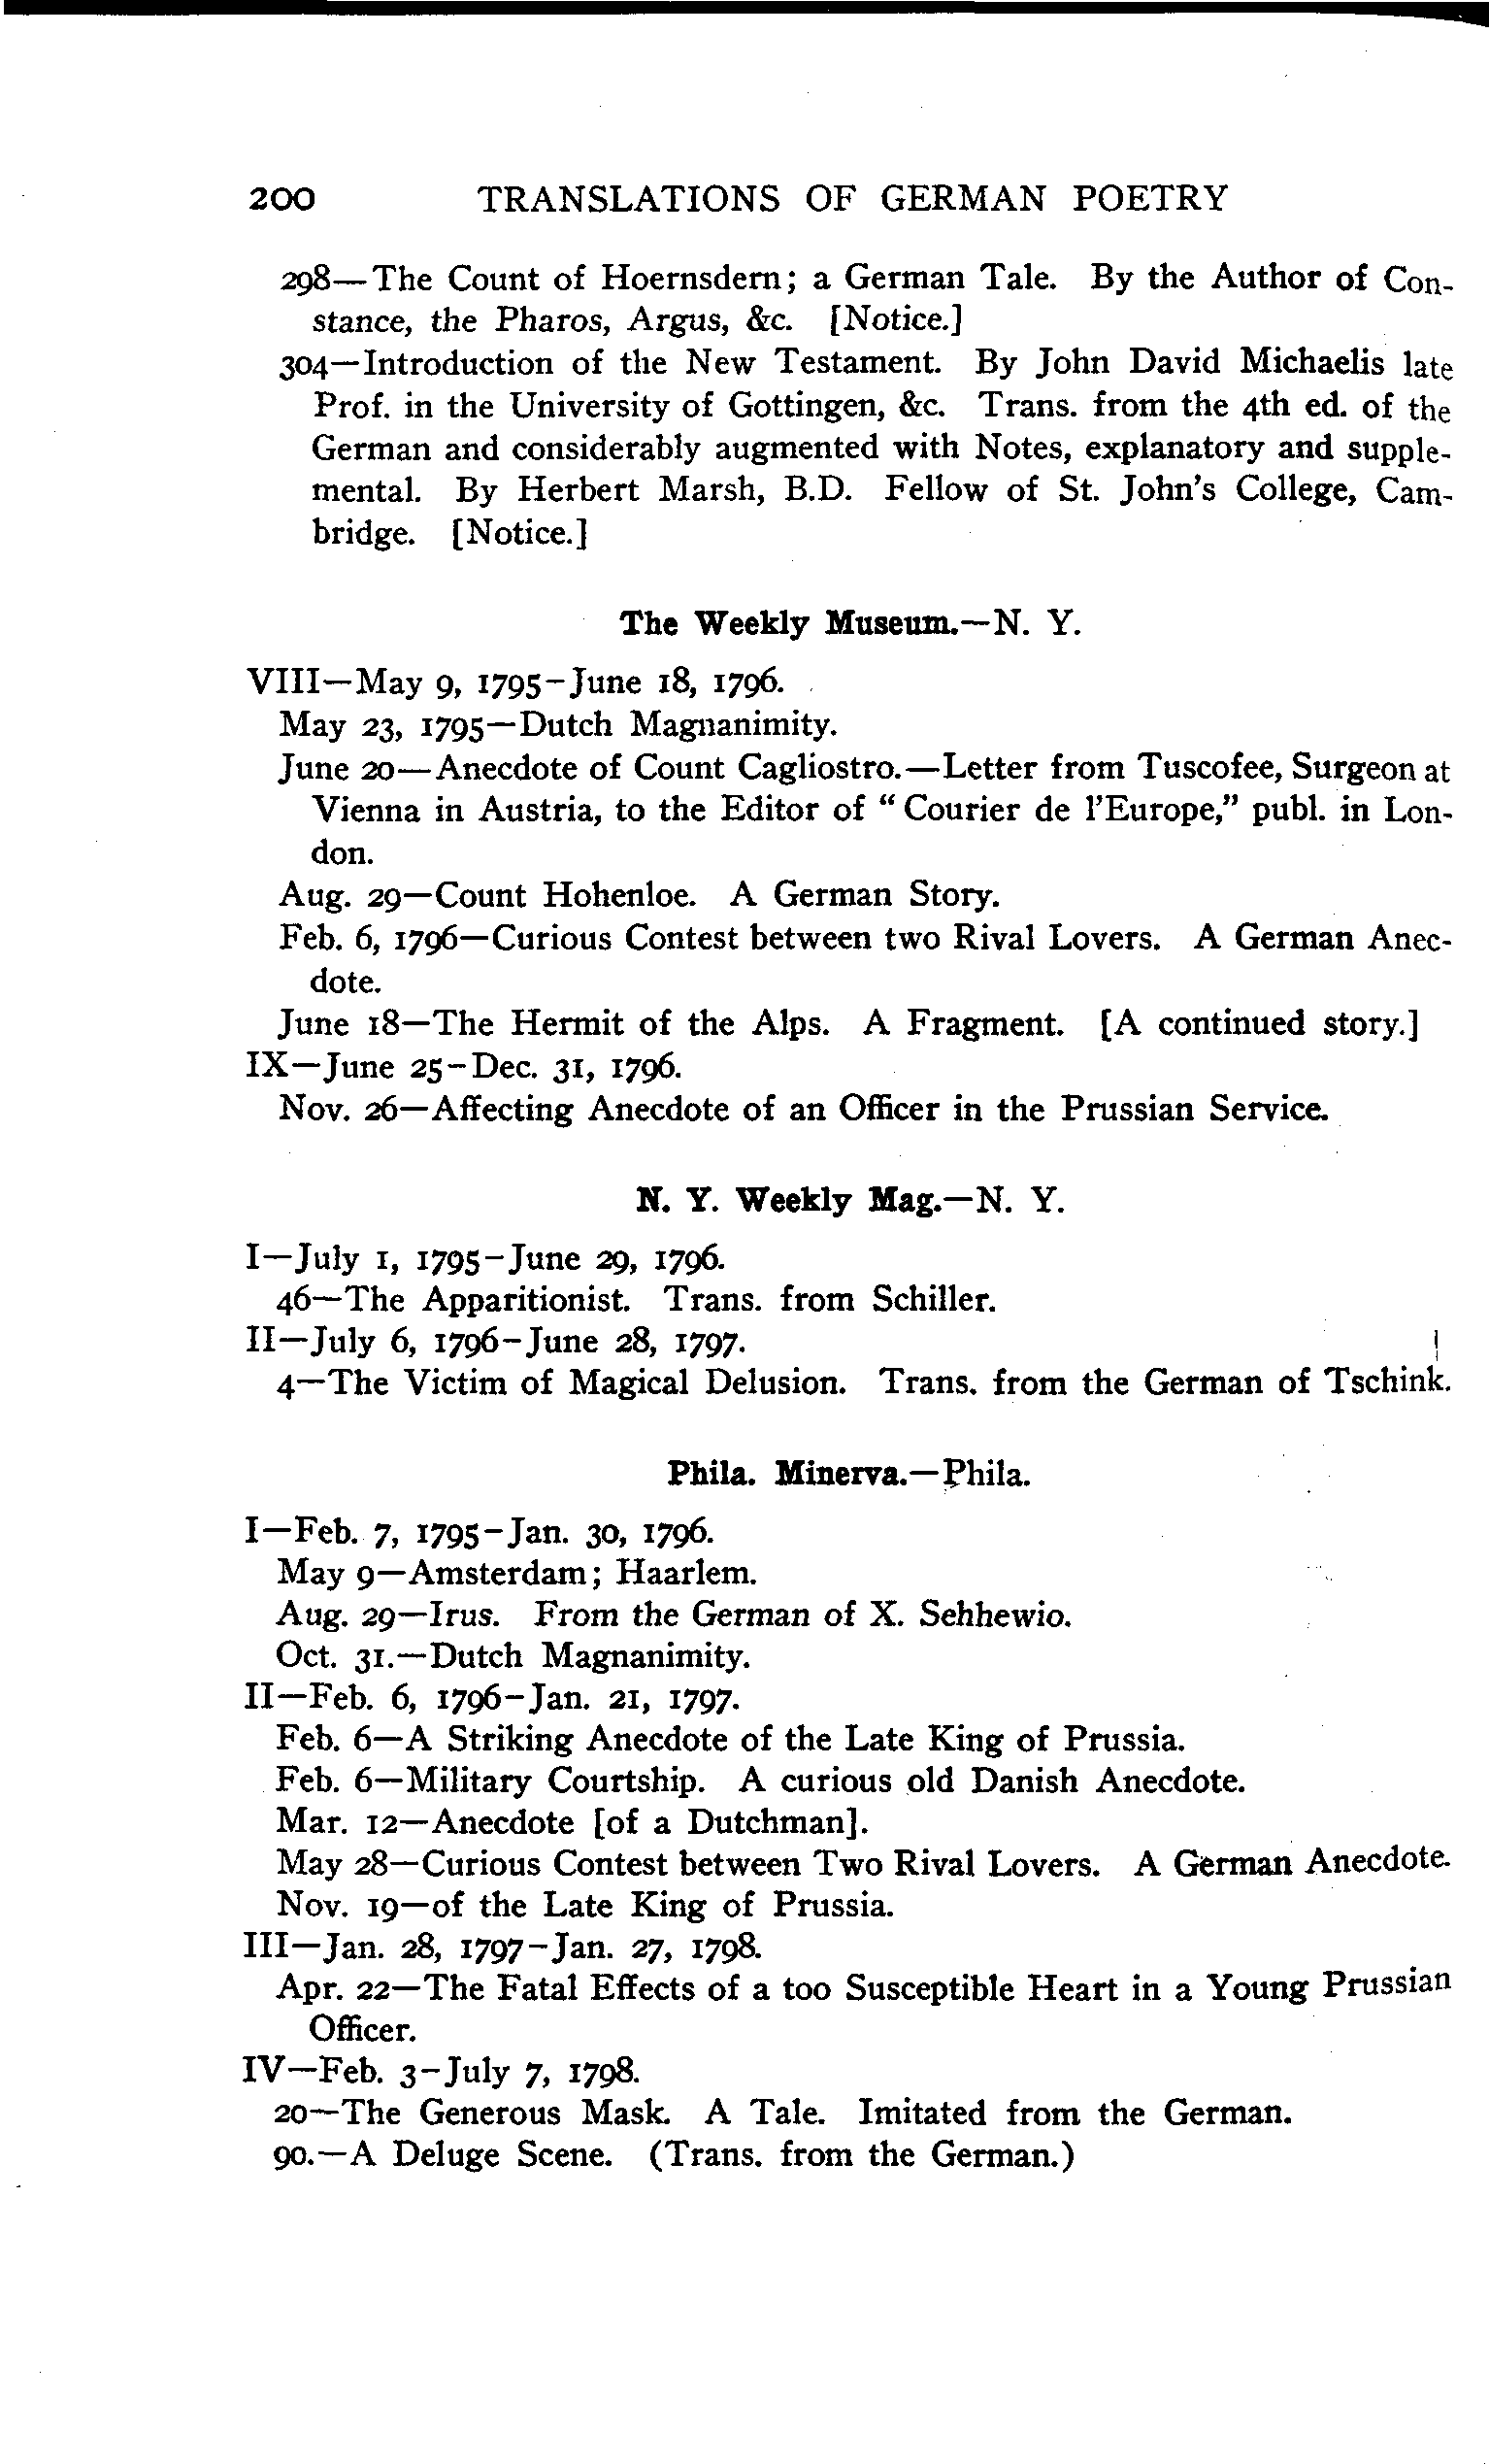 200 TRANSLATIONS OF GERMAN POETRY
298—The Count of Hoernsdern; a German Tale. By the Author of Con-
stance, the Pharos, Argus, &c. [Notice.]
304—Introduction of the New Testament. By John David Michaelis late
Prof. in the University of Gottingen, &c. Trans. from the 4th ed. of the
German and considerably augmented with Notes, explanatory and supple-
mental. By Herbert Marsh, B.D. Fellow of St. John's College, Cam-
bridge. [Notice.]
The Weekly Museum.—N. Y.
VIII—May 9, 1795-June 18, 1796.
May 23, 1795—Dutch Magnanimity.
June 20—Anecdote of Count Cagliostro.—Letter from Tuscofee, Surgeon at
Vienna in Austria, to the Editor of "Courier de l'Europe," publ. in Lon-
don.
Aug. 29—Count Hohenloe. A German Story.
Feb. 6, 1796—Curious Contest between two Rival Lovers. A German Anec-
dote.
June 18—The Hermit of the Alps. A Fragment. [A continued story.]
IX—June 25-Dec. 31, 1796.
Nov. 26—Affecting Anecdote of an Officer in the Prussian Service.
N. Y. Weekly Mag.—N. Y.
I—July 1, 1795-June 29, 1796.
46—The Apparitionist. Trans. from Schiller.
II—July 6, 1796-June 28, 1797.
4—The Victim of Magical Delusion. Trans. from the German of Tschink.
Phila. Minerva.—Phila.
I—Feb. 7, 1795-Jan. 30, 1796.
May 9—Amsterdam; Haarlem.
Aug. 29—Irus. From the German of X. Sehhewio.
Oct. 31.—Dutch Magnanimity.
II—Feb. 6, 1796-Jan. 21, 1797.
Feb. 6—A Striking Anecdote of the Late King of Prussia.
Feb. 6—Military Courtship. A curious old Danish Anecdote.
Mar. 12—Anecdote [of a Dutchman].
May 28—Curious Contest between Two Rival Lovers. A German Anecdote.
Nov. 19—of the Late King of Prussia.
III—Jan. 28, 1797-Jan. 27, 1798.
Apr. 22—The Fatal Effects of a too Susceptible Heart in a Young Prussian
Officer.
IV—Feb. 3-July 7, 1798.
20—The Generous Mask. A Tale. Imitated from the German.
90.—A Deluge Scene. (Trans. from the German.)